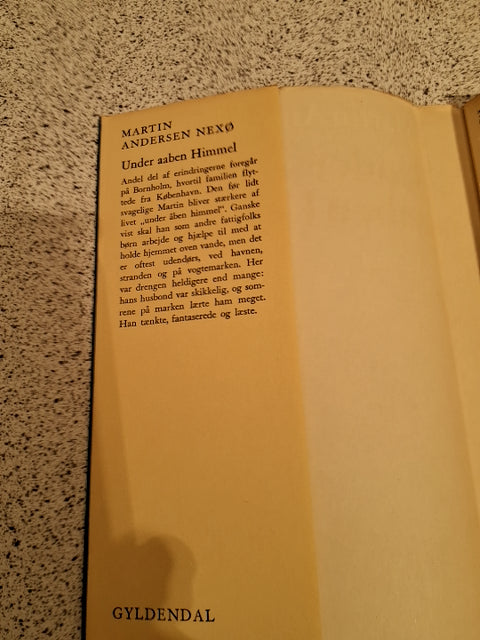 MARTIN
ANDERSEN NEXØ
Under aaben Himmel
Andel del af erindringerne foregår
på Bornholm, hvortil familien flyt-
tede fra København. Den før lidt
svagelige Martin bliver stærkere af
livet „under åben himmel“. Ganske
vist skal han som andre fattigfolks
børn arbejde og hjælpe til med at
holde hjemmet oven vande, men det
er oftest udendørs, ved havnen,
stranden og på vogtemarken. Her
var drengen heldigere end mange:
hans husbond var skikkelig, og som-
rene på marken lærte ham meget.
Han tænkte, fantaserede og læste.
GYLDENDAL